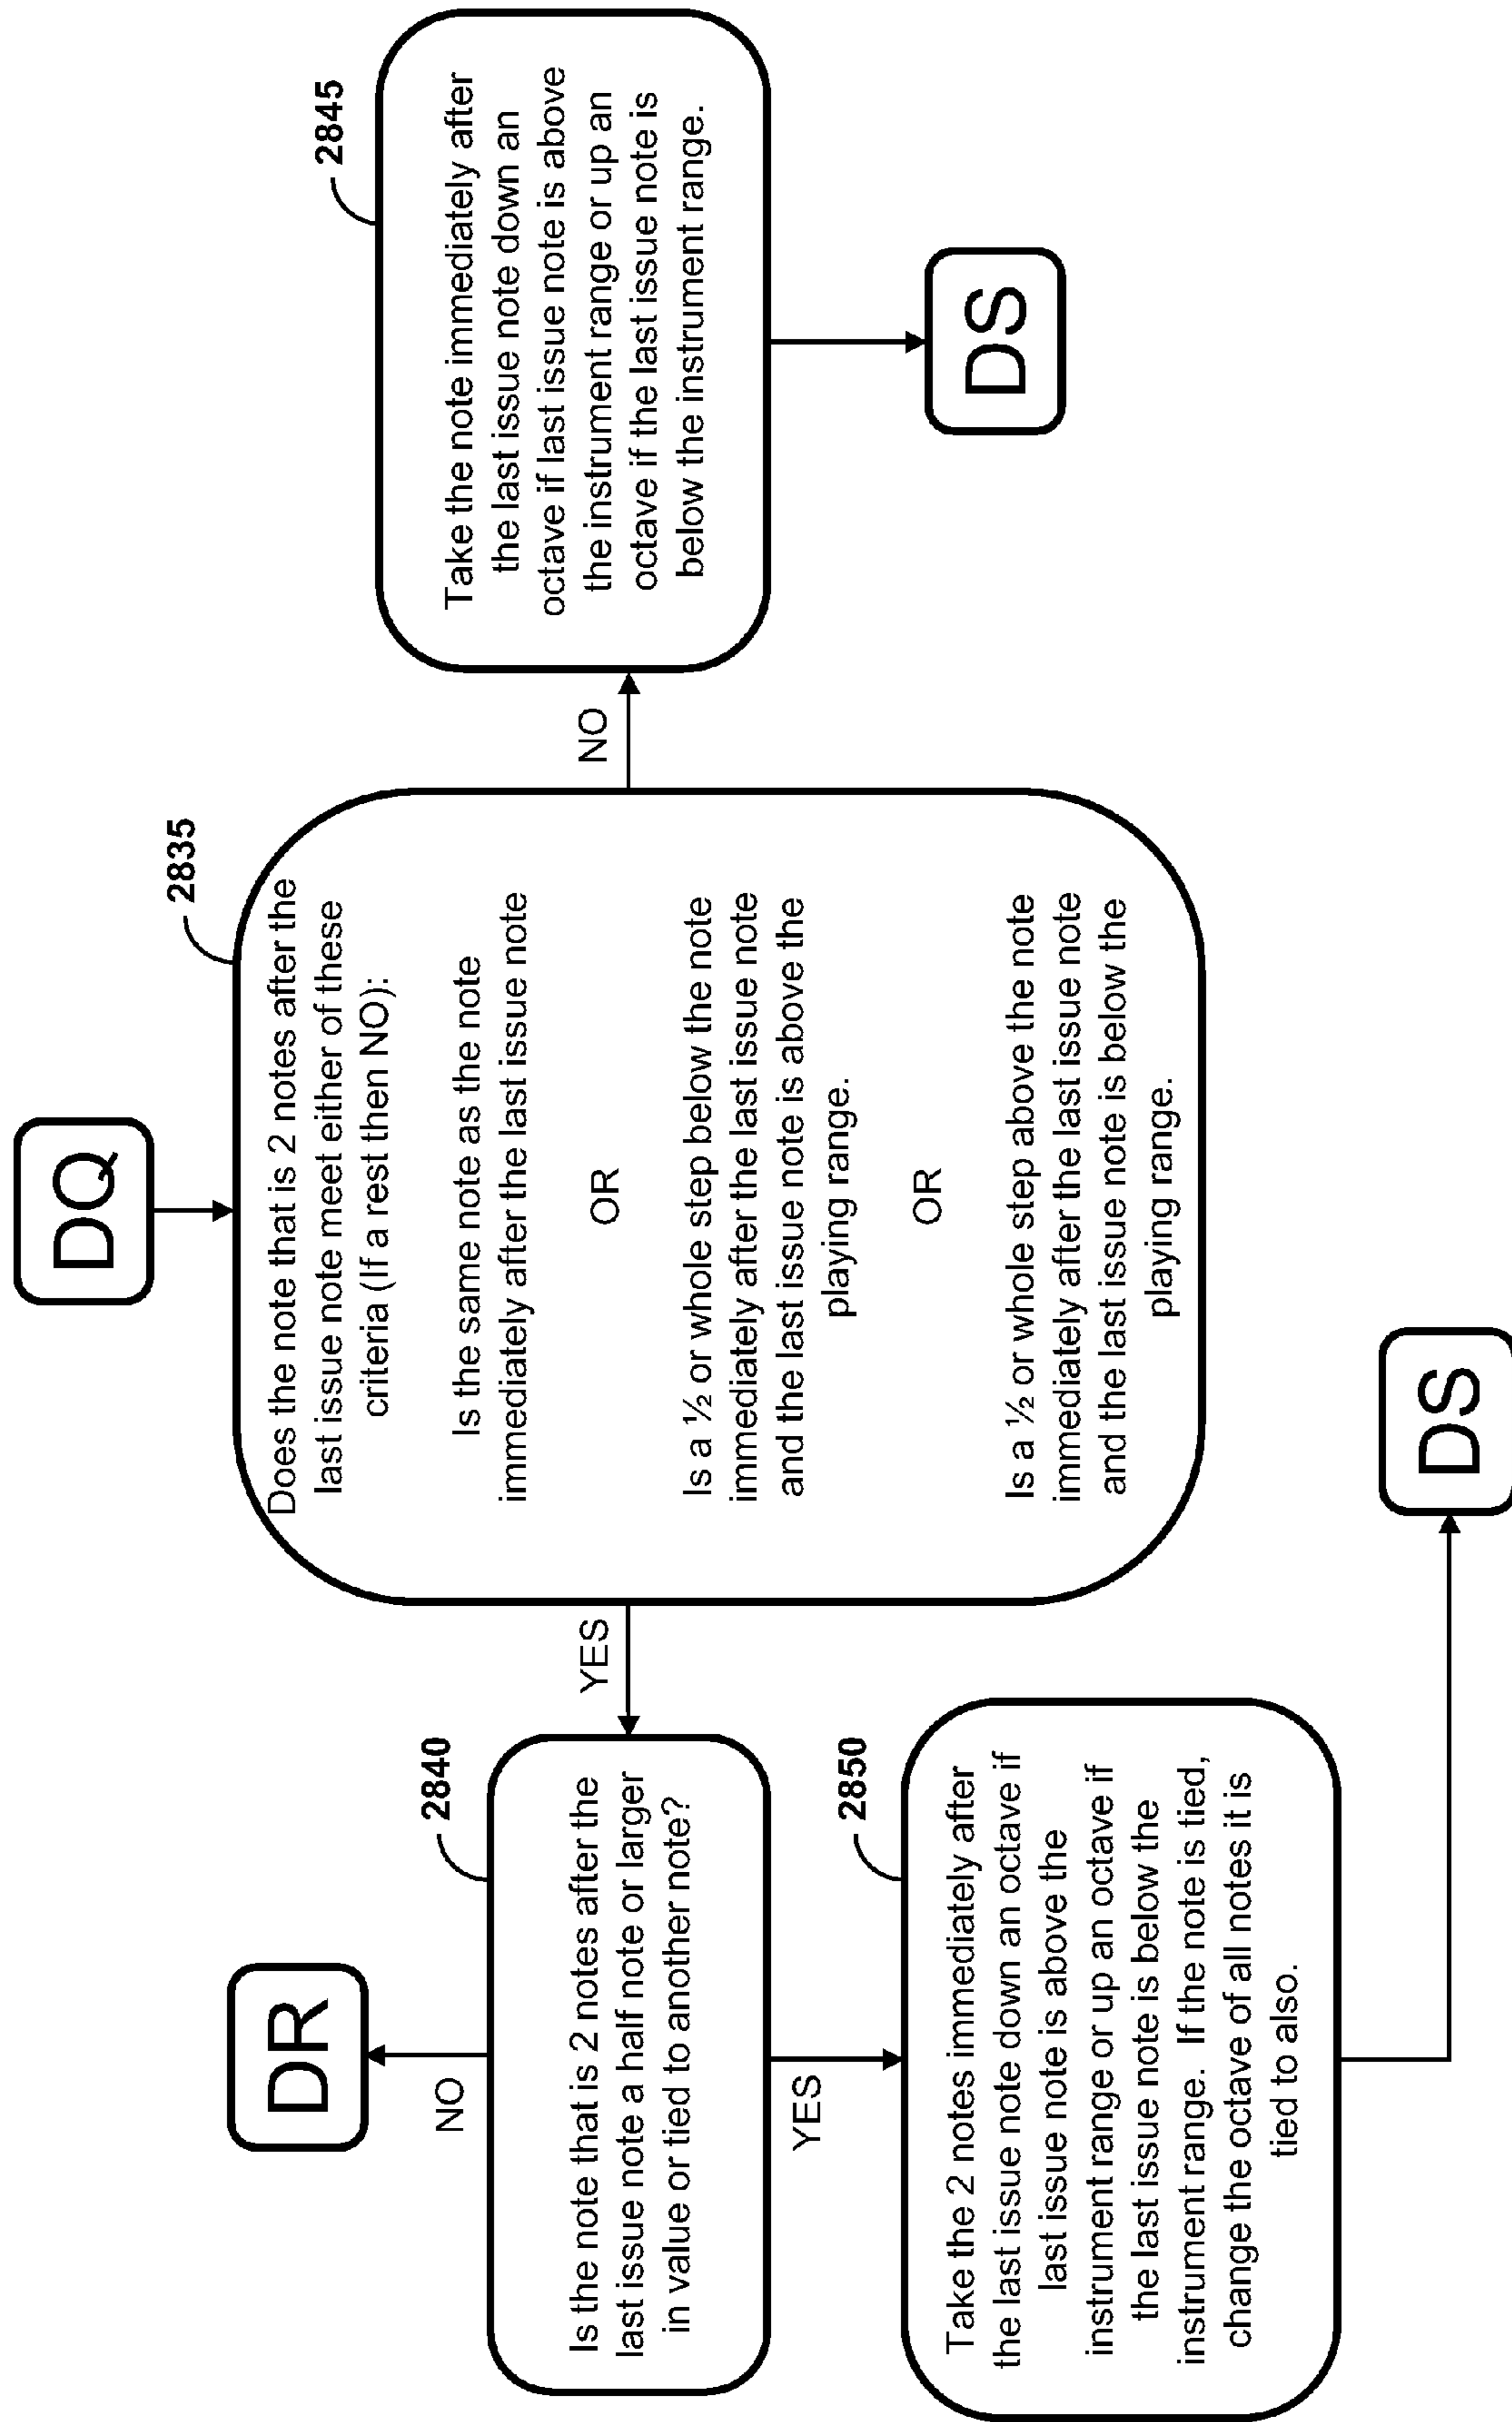 DQ
2835
Does the note that is 2 notes after the
last issue note meet either of these
criteria (If a rest then NO):
Is the same note as the note
immediately after the last issue note
OR
Is a ½ or whole step below the note
immediately after the last issue note
and the last issue note is above the
playing range.
OR
Is a ½ or whole step above the note
immediately after the last issue note
and the last issue note is below the
playing range.
NO
2845
Take the note immediately after
the last issue note down an
octave if last issue note is above
the instrument range or up an
octave if the last issue note is
below the instrument range.
DS
YES
2840
Is the note that is 2 notes after the
last issue note a half note or larger
in value or tied to another note?
NO
DR
YES
2850
Take the 2 notes immediately after
the last issue note down an octave if
last issue note is above the
instrument range or up an octave if
the last issue note is below the
instrument range. If the note is tied,
change the octave of all notes it is
tied to also.
DS